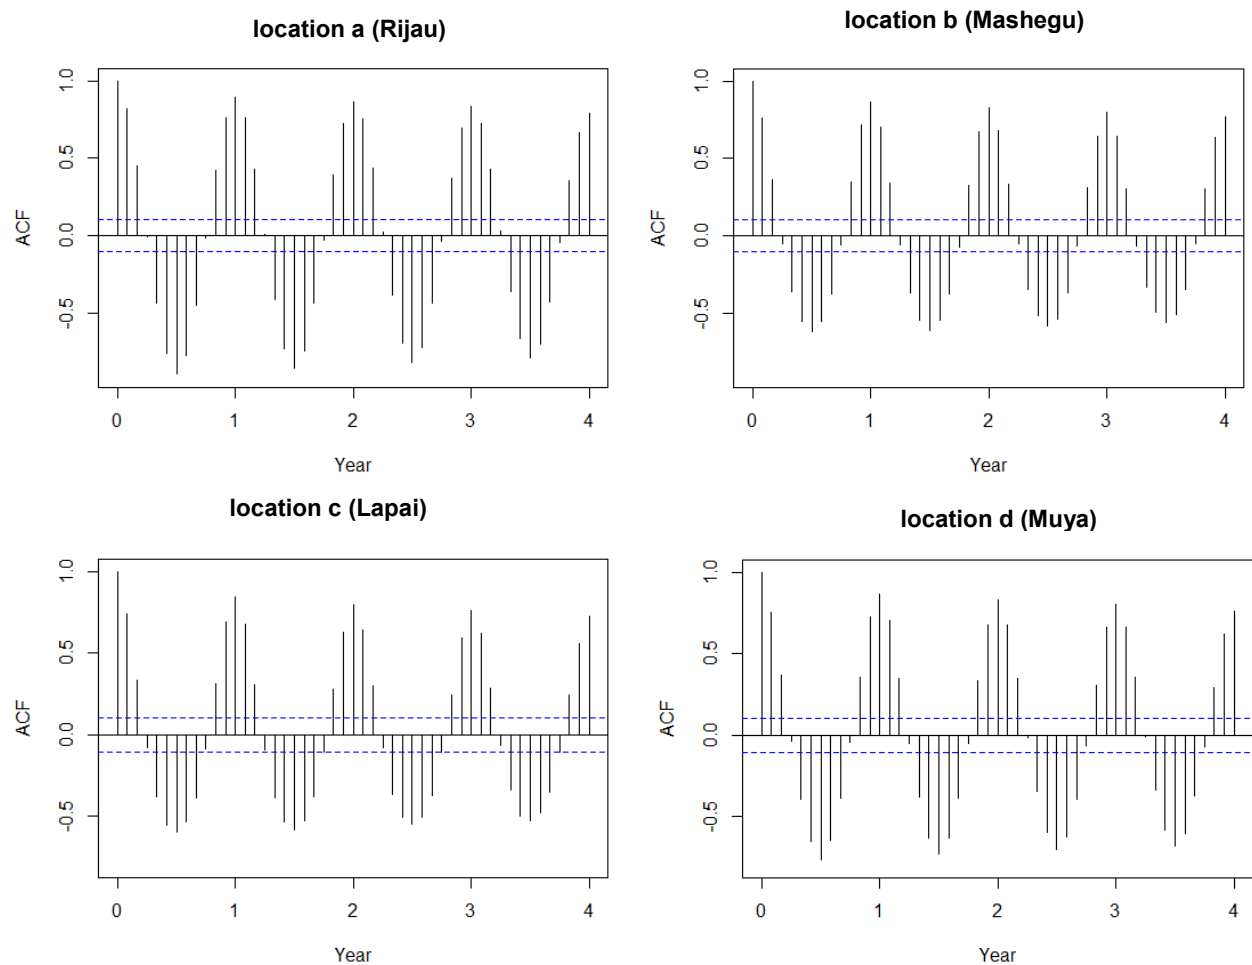 location a (Rijau)
1.0
0.5
0.0
-0.5
ACF
0 1 2 3 4
Year
location b (Mashegu)
1.0
0.5
0.0
-0.5
ACF
0 1 2 3 4
Year
location c (Lapai)
1.0
0.5
0.0
-0.5
ACF
0 1 2 3 4
Year
location d (Muya)
1.0
0.5
0.0
-0.5
ACF
0 1 2 3 4
Year